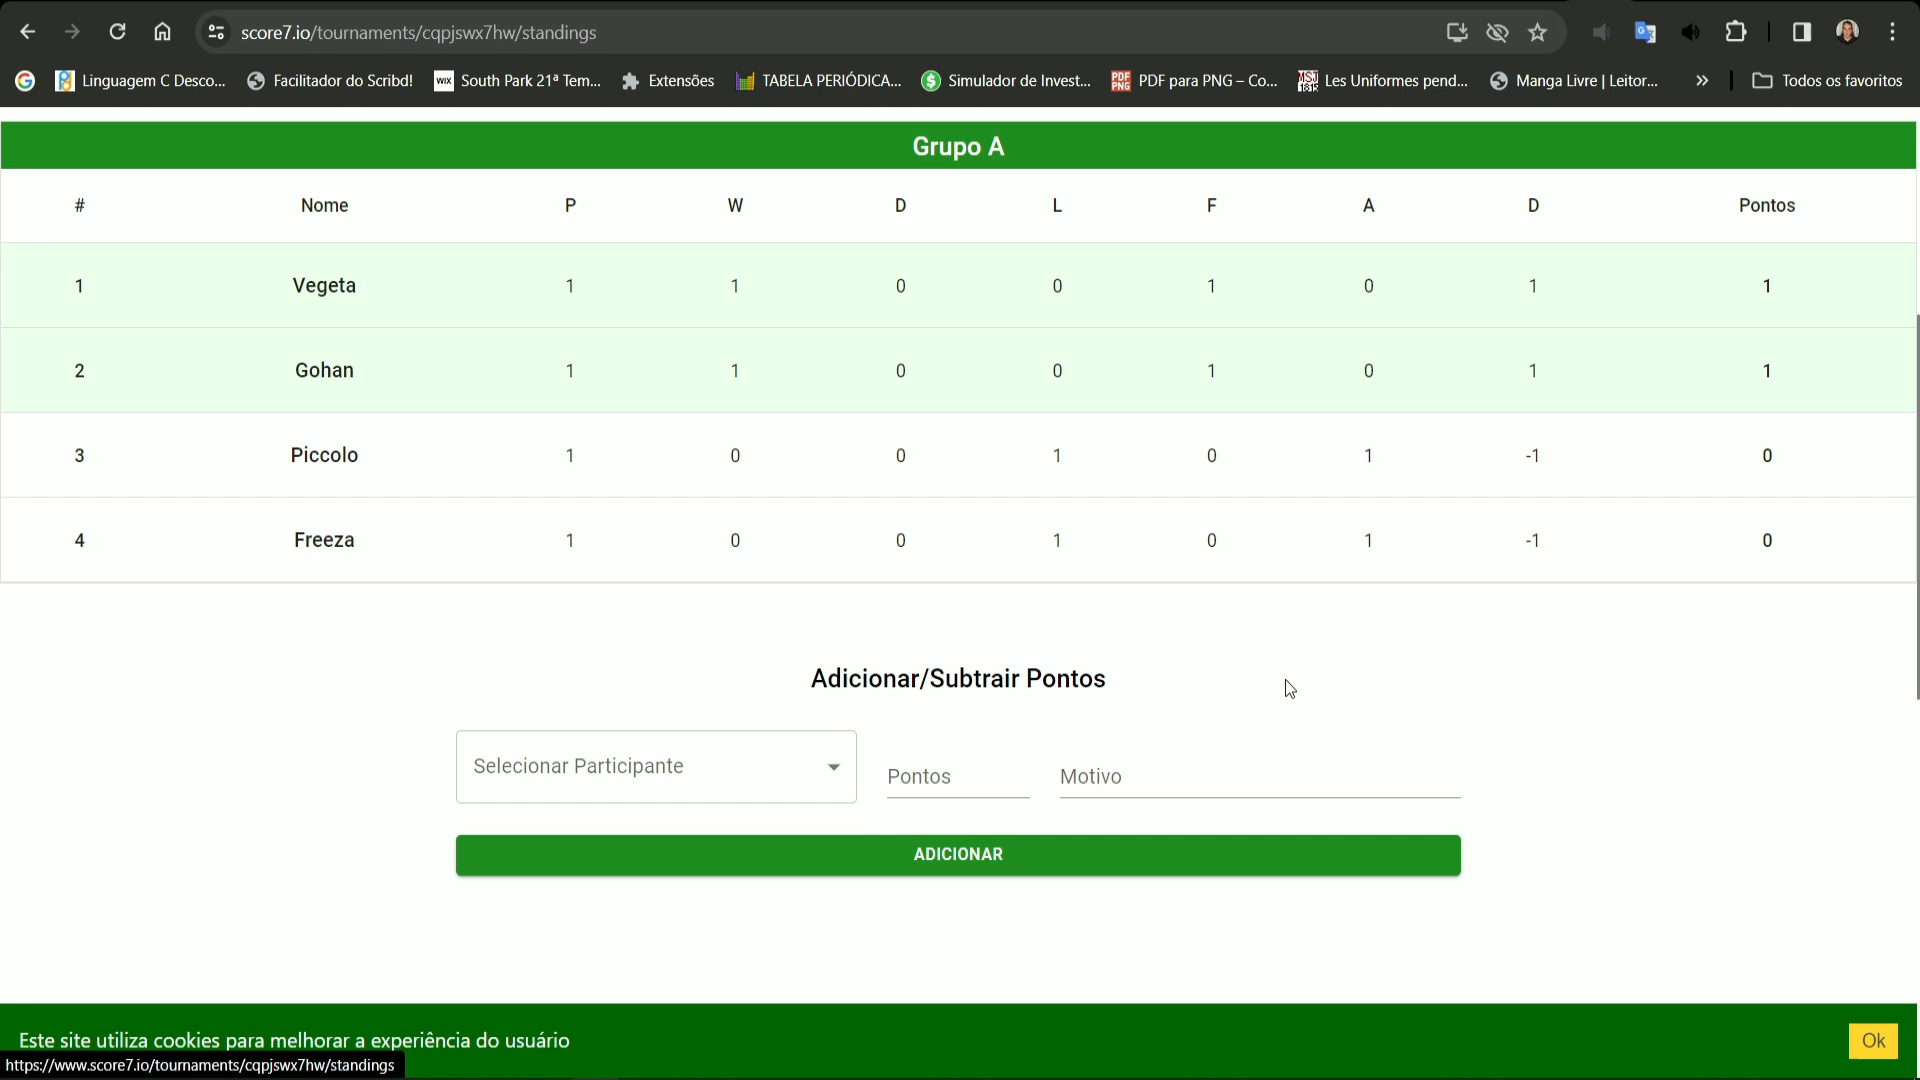 score7.io/tournaments/cqpjswx7hw/standings
Linguagem C Desco... Facilitador do Scribd! WiX South Park 21ª Tem... Extensões TABELA PERIÓDICA... Simulador de Invest... PDF PNG PDF para PNG – Co... Les Uniformes pend... Manga Livre | Leitor... » Todos os favoritos
Grupo A
# Nome P W D L F A D Pontos
1 Vegeta 1 1 0 0 1 0 1 1
2 Gohan 1 1 0 0 1 0 1 1
3 Piccolo 1 0 0 1 0 1 -1 0
4 Freeza 1 0 0 1 0 1 -1 0
Adicionar/Subtrair Pontos
Selecionar Participante Pontos Motivo
ADICIONAR
Este site utiliza cookies para melhorar a experiência do usuário Ok
https://www.score7.io/tournaments/cqpjswx7hw/standings